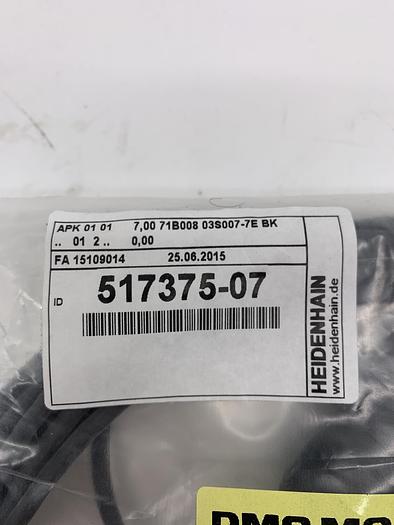 APK 01 01 7,00 71B008 03S007-7E BK
.. 01 2 .. 0,00
FA 15109014 25.06.2015
ID 517375-07
HEIDENHAIN
www.heidenhain.de